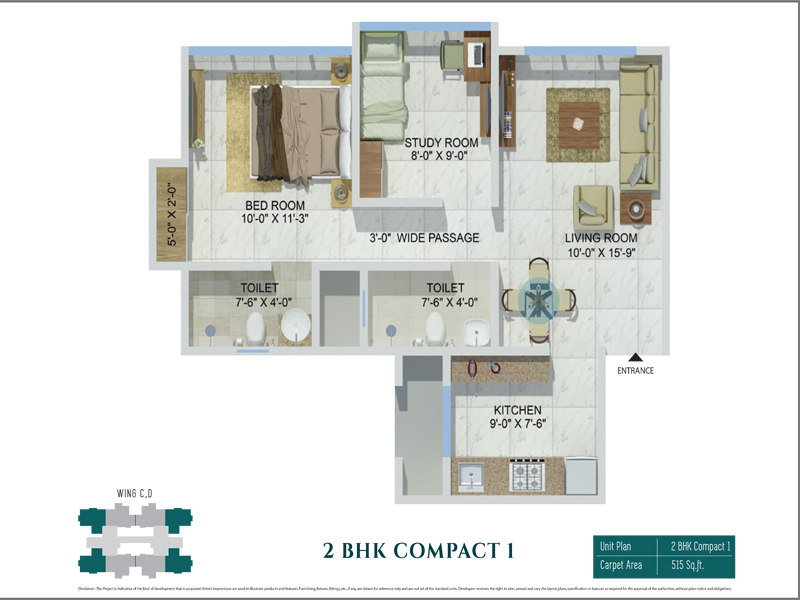 STUDY ROOM
8'-0" X 9'-0"
BED ROOM
10'-0" X 11'-3"
5'-0" X 2'-0"
3'-0" WIDE PASSAGE
LIVING ROOM
10'-0" X 15'-9"
TOILET
7'-6" X 4'-0"
TOILET
7'-6" X 4'-0"
ENTRANCE
KITCHEN
9'-0" X 7'-6"
WING C,D
2 BHK COMPACT 1
Unit Plan 2 BHK Compact 1
Carpet Area 515 Sq.ft.